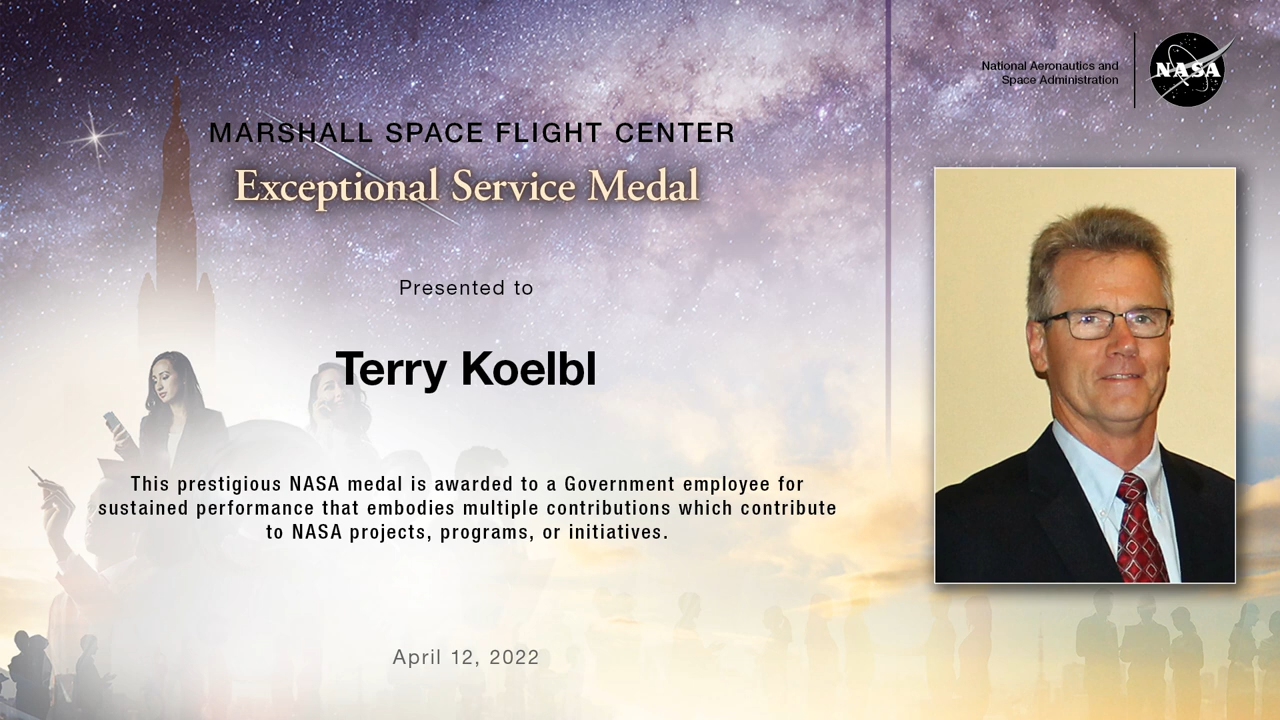 National Aeronautics and
Space Administration
NASA
MARSHALL SPACE FLIGHT CENTER
Exceptional Service Medal
Presented to
Terry Koelbl
This prestigious NASA medal is awarded to a Government employee for
sustained performance that embodies multiple contributions which contribute
to NASA projects, programs, or initiatives.
April 12, 2022